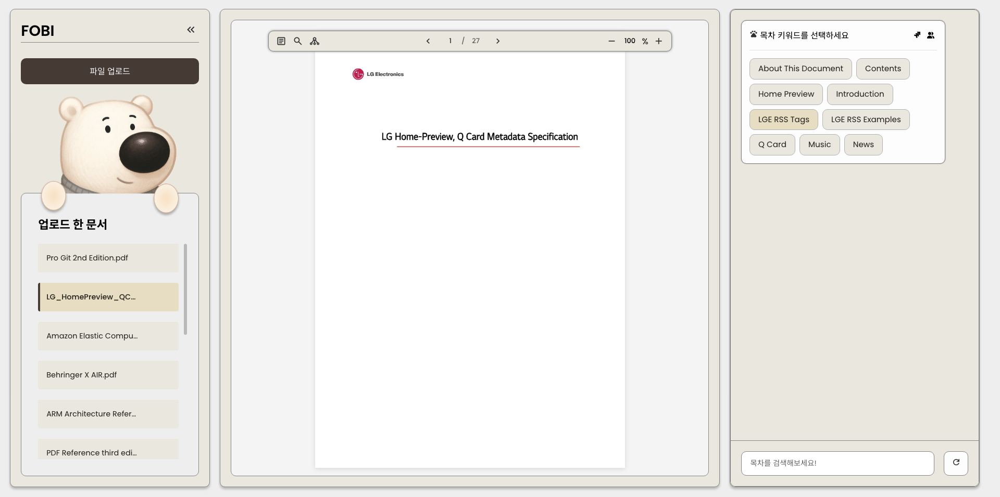 FOBI
파일 업로드
업로드 한 문서
Pro Git 2nd Edition.pdf
LG_HomePreview_QC...
Amazon Elastic Compu...
Behringer X AIR.pdf
ARM Architecture Refer...
PDF Reference third edi...
1 / 27
100 %
LG Electronics
LG Home-Preview, Q Card Metadata Specification
목차 키워드를 선택하세요
About This Document
Contents
Home Preview
Introduction
LGE RSS Tags
LGE RSS Examples
Q Card
Music
News
목차를 검색해보세요!